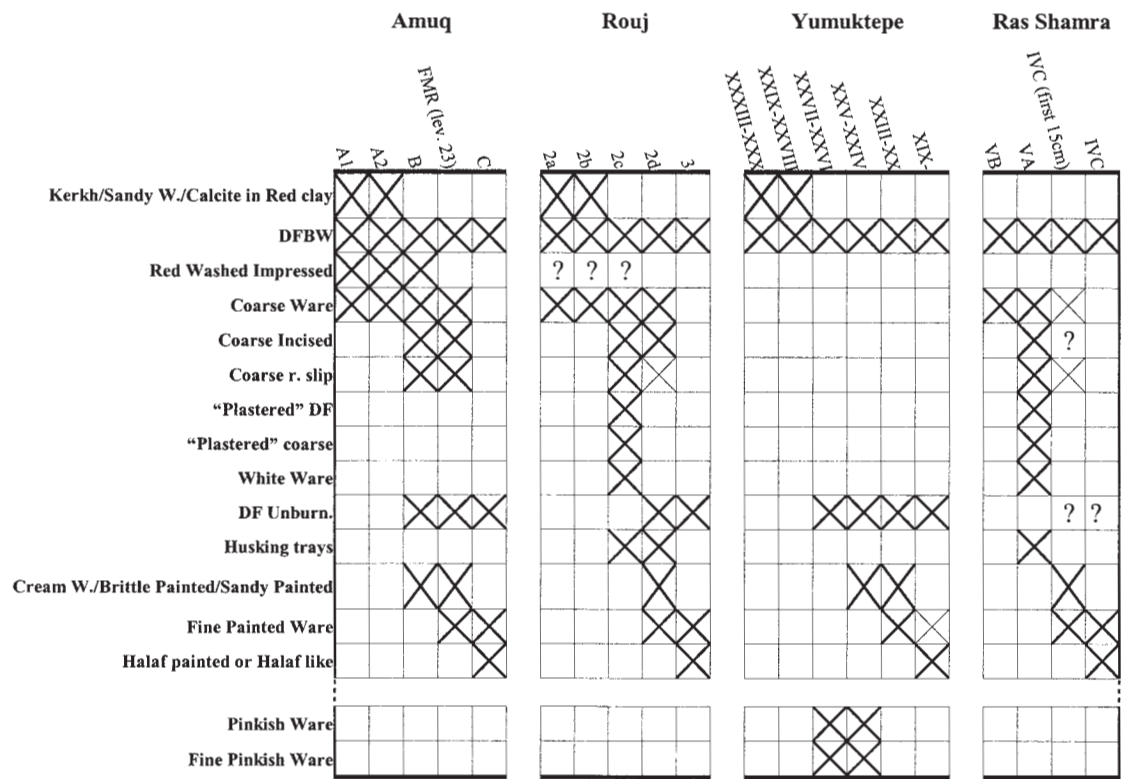 Amuq Rouj Yumuktepe Ras Shamra
A1 A2 B FMR (lev. 23) C 2a 2b 2c 2d 3 XXXIII-XXX XXIX-XXVIII XXVII-XXVI XXV-XXIV XXIII-XX XIX- VB VA IVC (first 15cm) IVC
Kerkh/Sandy W./Calcite in Red clay
DFBW
Red Washed Impressed ? ? ?
Coarse Ware
Coarse Incised ?
Coarse r. slip
“Plastered” DF
“Plastered” coarse
White Ware
DF Unburn. ? ?
Husking trays
Cream W./Brittle Painted/Sandy Painted
Fine Painted Ware
Halaf painted or Halaf like
Pinkish Ware
Fine Pinkish Ware